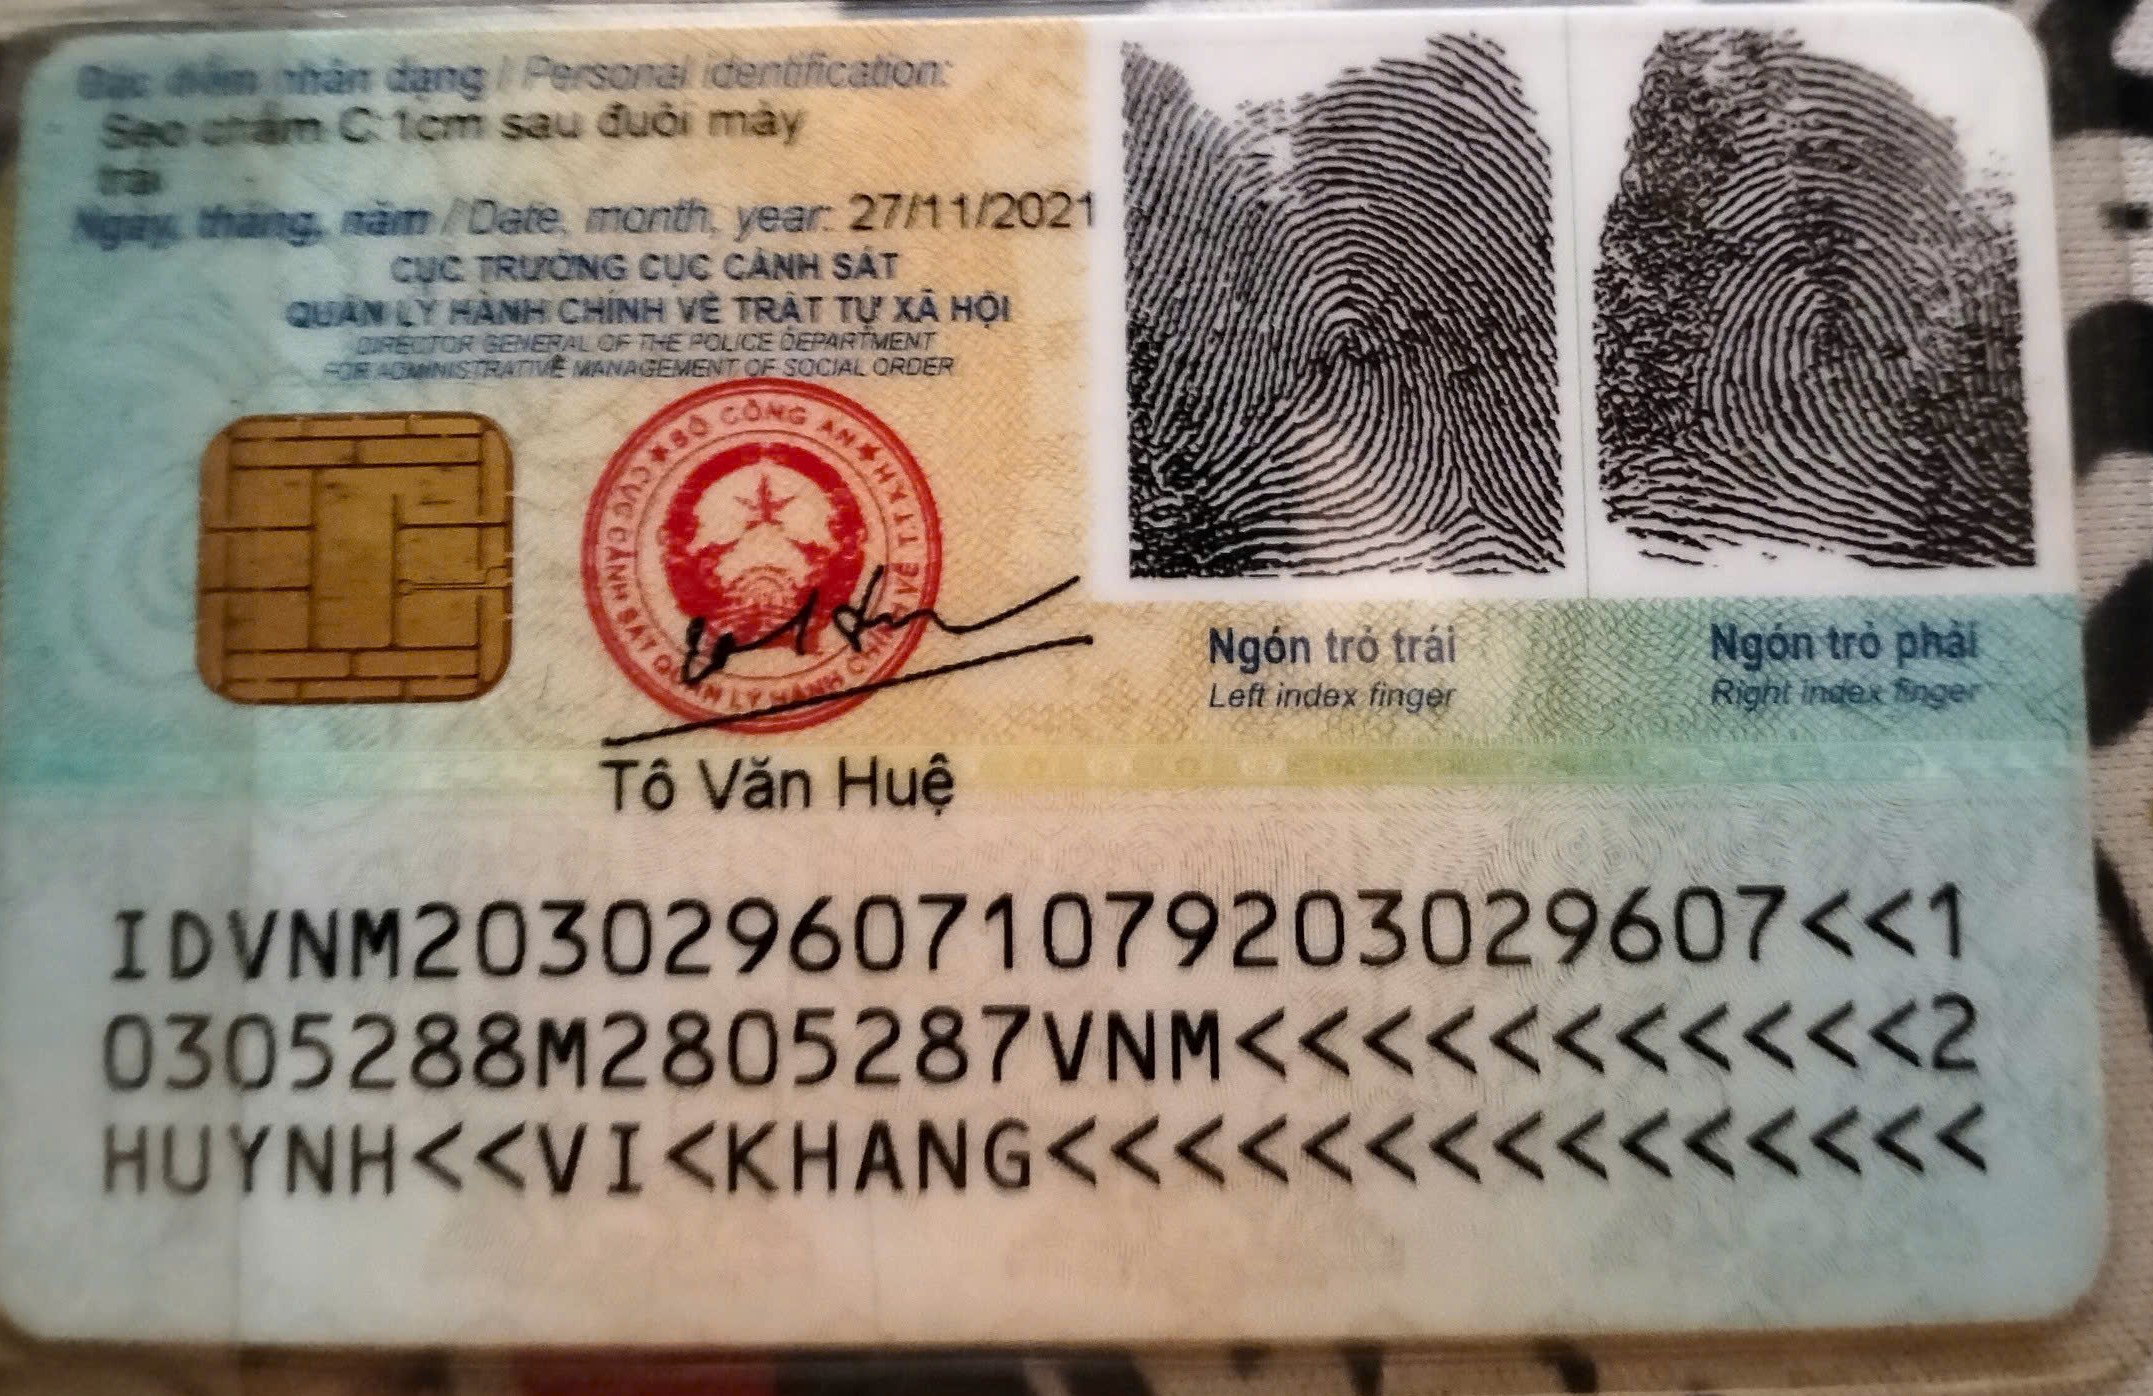 Đặc điểm nhân dạng / Personal identification:
Sẹo chấm C: 1cm sau đuôi mày
trái
Ngày, tháng, năm / Date, month, year: 27/11/2021
CỤC TRƯỞNG CỤC CẢNH SÁT
QUẢN LÝ HÀNH CHÍNH VỀ TRẬT TỰ XÃ HỘI
DIRECTOR GENERAL OF THE POLICE DEPARTMENT
FOR ADMINISTRATIVE MANAGEMENT OF SOCIAL ORDER
BỘ CÔNG AN
CỤC CẢNH SÁT QUẢN LÝ HÀNH CHÍNH VỀ TTXH
Tô Văn Huệ
Ngón trỏ trái
Left index finger
Ngón trỏ phải
Right index finger
IDVNM2030296071079203029607<<1
0305288M2805287VNM<<<<<<<<<<<2
HUYNH<<VI<KHANG<<<<<<<<<<<<<<<